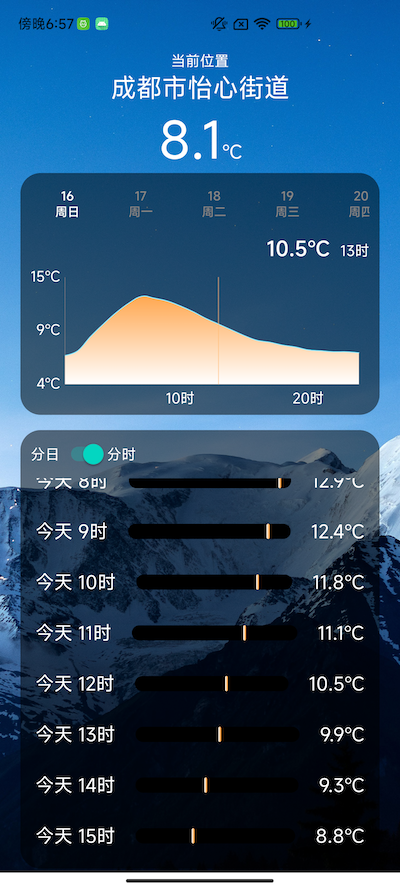 傍晚6:57
100
当前位置
成都市怡心街道
8.1℃
16 17 18 19 20
周日 周一 周二 周三 周四
10.5℃ 13时
15℃
9℃
4℃
10时 20时
分日 分时
今天 8时 12.9℃
今天 9时 12.4℃
今天 10时 11.8℃
今天 11时 11.1℃
今天 12时 10.5℃
今天 13时 9.9℃
今天 14时 9.3℃
今天 15时 8.8℃